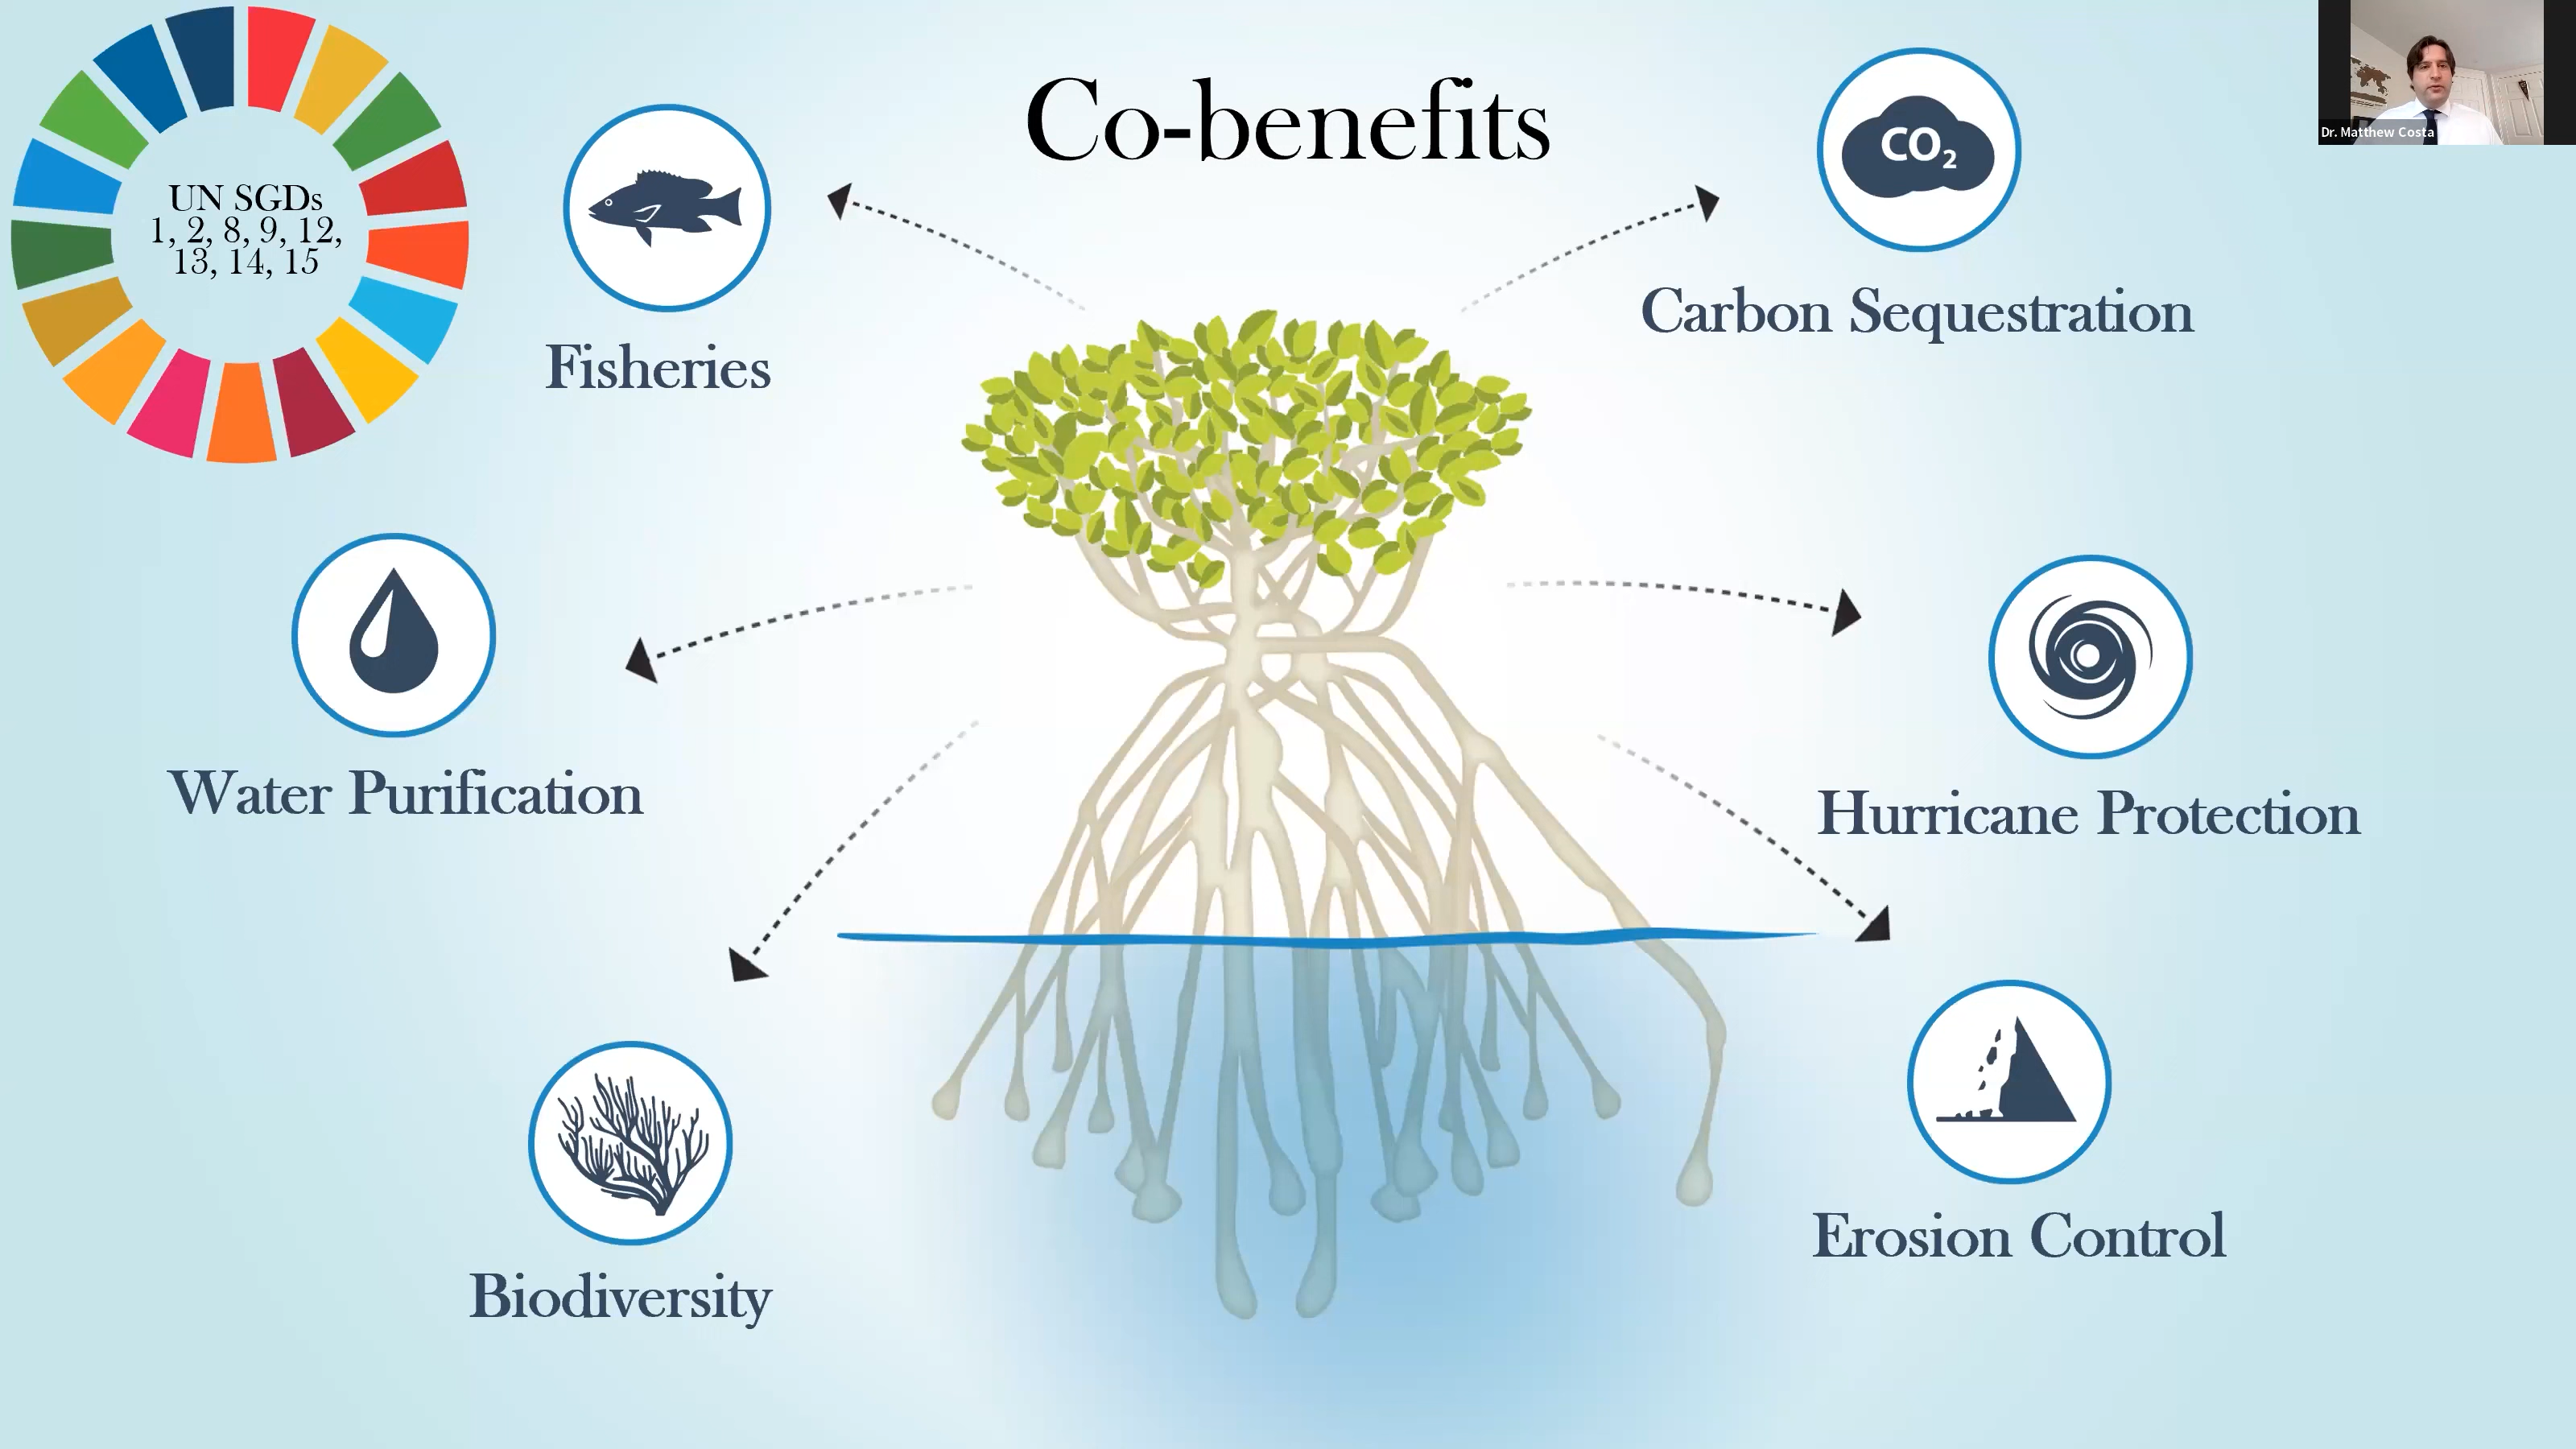 Co-benefits
UN SGDs
1, 2, 8, 9, 12,
13, 14, 15
Fisheries
CO₂
Carbon Sequestration
Dr. Matthew Costa
Water Purification
Hurricane Protection
Biodiversity
Erosion Control